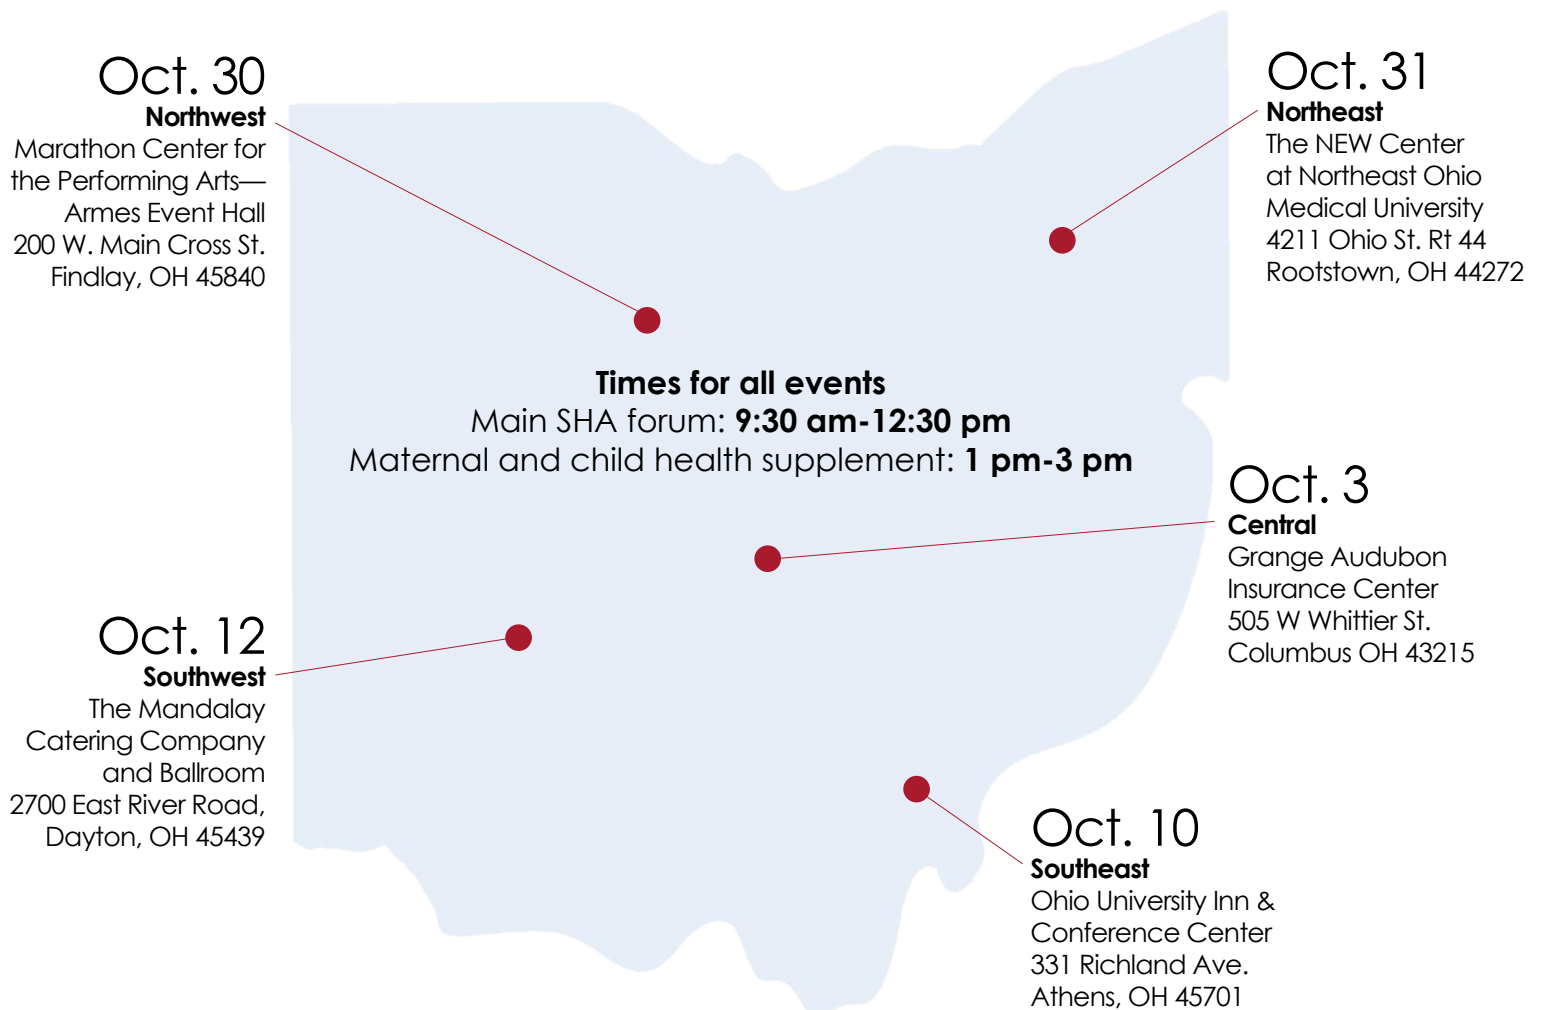 Oct. 30
Northwest
Marathon Center for
the Performing Arts—
Armes Event Hall
200 W. Main Cross St.
Findlay, OH 45840
Oct. 31
Northeast
The NEW Center
at Northeast Ohio
Medical University
4211 Ohio St. Rt 44
Rootstown, OH 44272
Times for all events
Main SHA forum: 9:30 am-12:30 pm
Maternal and child health supplement: 1 pm-3 pm
Oct. 3
Central
Grange Audubon
Insurance Center
505 W Whittier St.
Columbus OH 43215
Oct. 12
Southwest
The Mandalay
Catering Company
and Ballroom
2700 East River Road,
Dayton, OH 45439
Oct. 10
Southeast
Ohio University Inn &
Conference Center
331 Richland Ave.
Athens, OH 45701